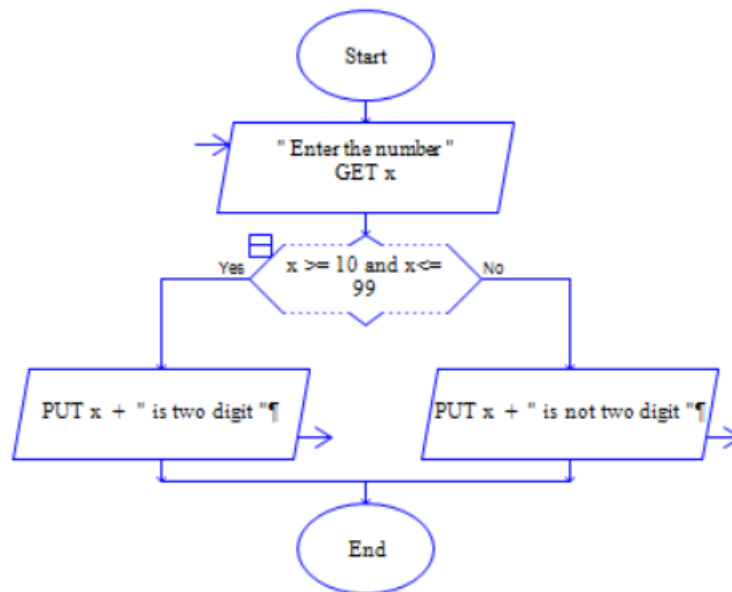 Start
" Enter the number "
GET x
Yes
x >= 10 and x<=
99
No
PUT x + " is two digit "¶
PUT x + " is not two digit "¶
End